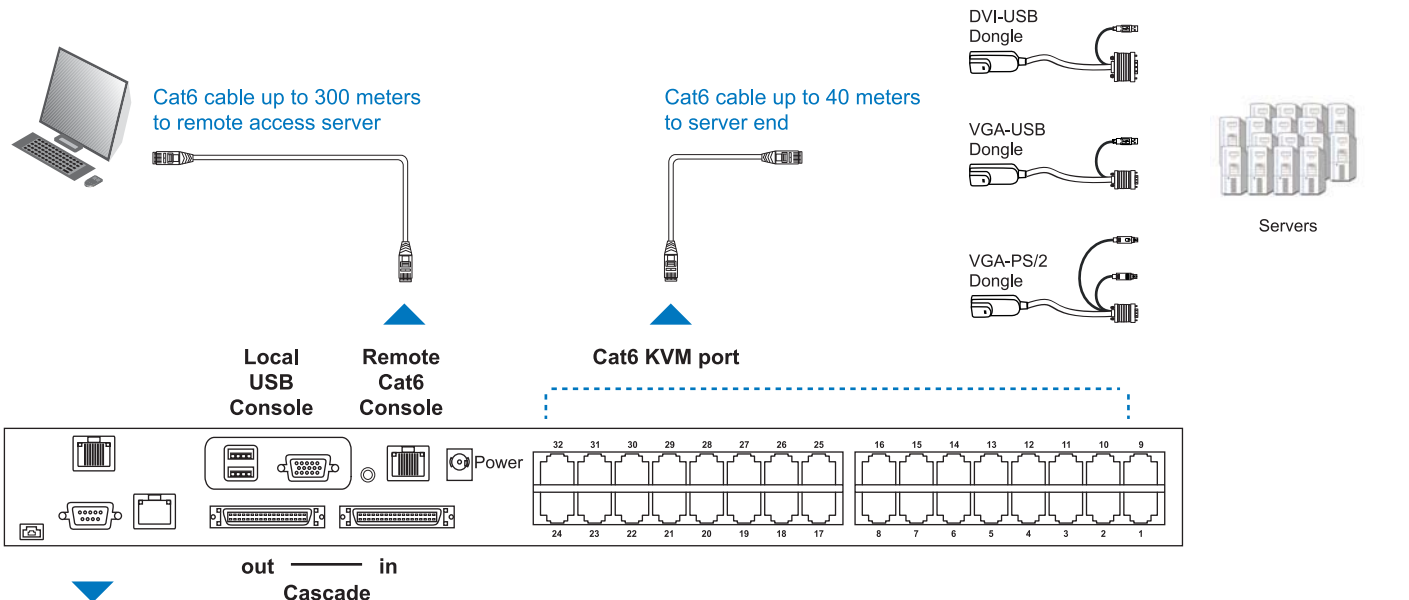 DVI-USB
Dongle
Cat6 cable up to 300 meters
to remote access server
Cat6 cable up to 40 meters
to server end
VGA-USB
Dongle
Servers
VGA-PS/2
Dongle
Local
USB
Console
Remote
Cat6
Console
Cat6 KVM port
Power
32 31 30 29 28 27 26 25
16 15 14 13 12 11 10 9
24 23 22 21 20 19 18 17
8 7 6 5 4 3 2 1
out in
Cascade